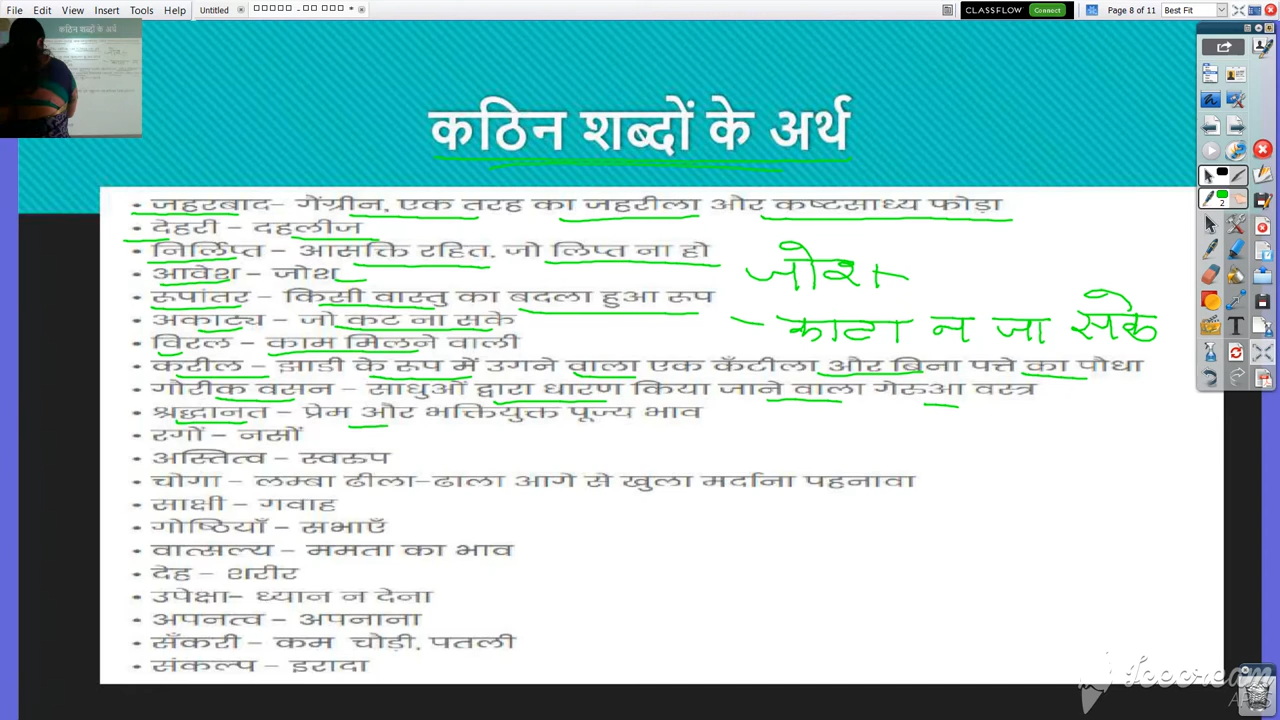 File Edit View Insert Tools Help Untitled CLASSFLOW Connect Page 8 of 11 Best Fit
कठिन शब्दों के अर्थ
• जहरबाद- गेंग्रीन, एक तरह का जहरीला और कष्टसाध्य फोड़ा
• देहरी - दहलीज
• निर्लिप्त - आसक्ति रहित, जो लिप्त ना हो
• आवेश - जोश
• रूपांतर - किसी वास्तु का बदला हुआ रूप
• अकाट्य - जो कट ना सके
• विरल - काम मिलने वाली
• करील - झाडी के रूप में उगने वाला एक कँटीला और बिना पत्ते का पोधा
• गोरीक वसन - साधुओं द्वारा धारण किया जाने वाला गेरुआ वस्त्र
• श्रद्धानत - प्रेम और भक्तियुक्त पूज्य भाव
• रगों - नसों
• अस्तित्व - स्वरुप
• चोगा - लम्बा ढीला-ढाला आगे से खुला मर्दाना पहनावा
• साक्षी - गवाह
• गोष्ठियाँ - सभाएँ
• वात्सल्य - ममता का भाव
• देह - शरीर
• उपेक्षा- ध्यान न देना
• अपनत्व - अपनाना
• सँकरी - कम चोड़ी, पतली
• संकल्प - इरादा
जोश
- काटा न जा सके
2
Icecream
APPS